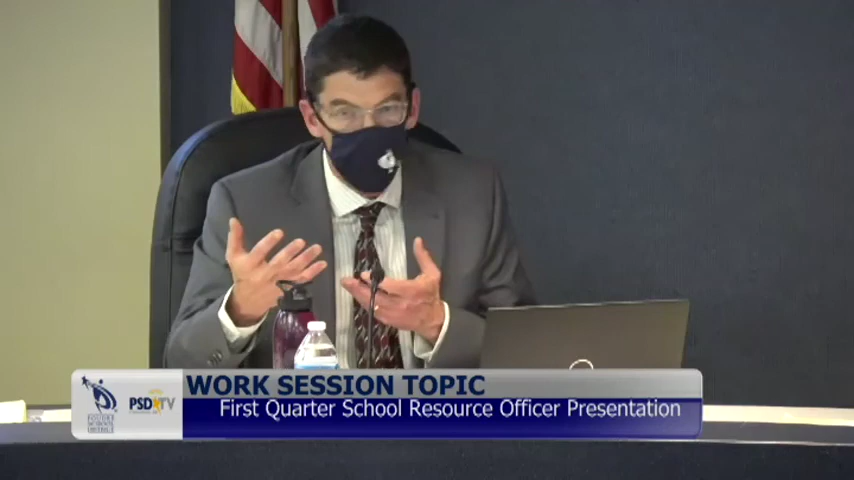 WORK SESSION TOPIC
PSD TV
First Quarter School Resource Officer Presentation